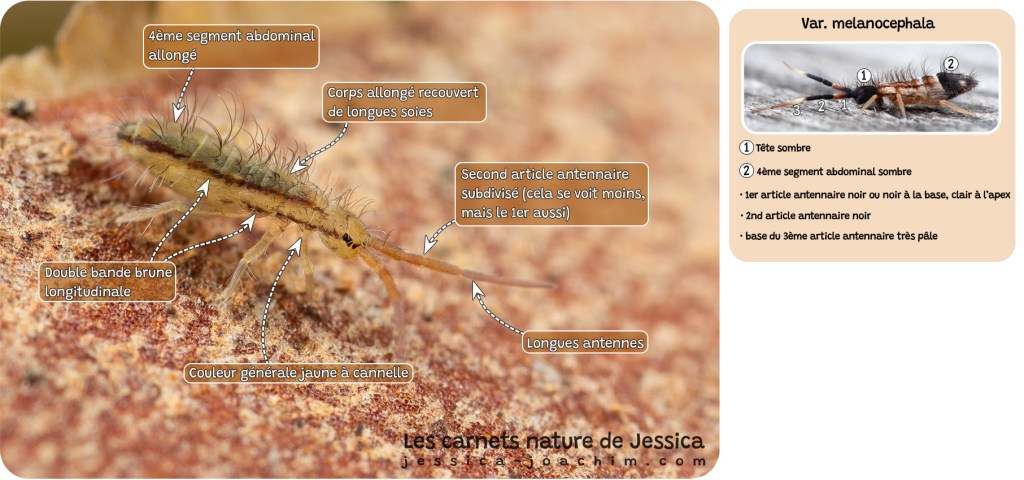 4ème segment abdominal
allongé
Corps allongé recouvert
de longues soies
Second article antennaire
subdivisé (cela se voit moins,
mais le 1er aussi)
Double bande brune
longitudinale
Longues antennes
Couleur générale jaune à cannelle
Les carnets nature de Jessica
jessica-joachim.com
Var. melanocephala
1
2
3 2 1
1 Tête sombre
2 4ème segment abdominal sombre
• 1er article antennaire noir ou noir à la base, clair à l'apex
• 2nd article antennaire noir
• base du 3ème article antennaire très pâle